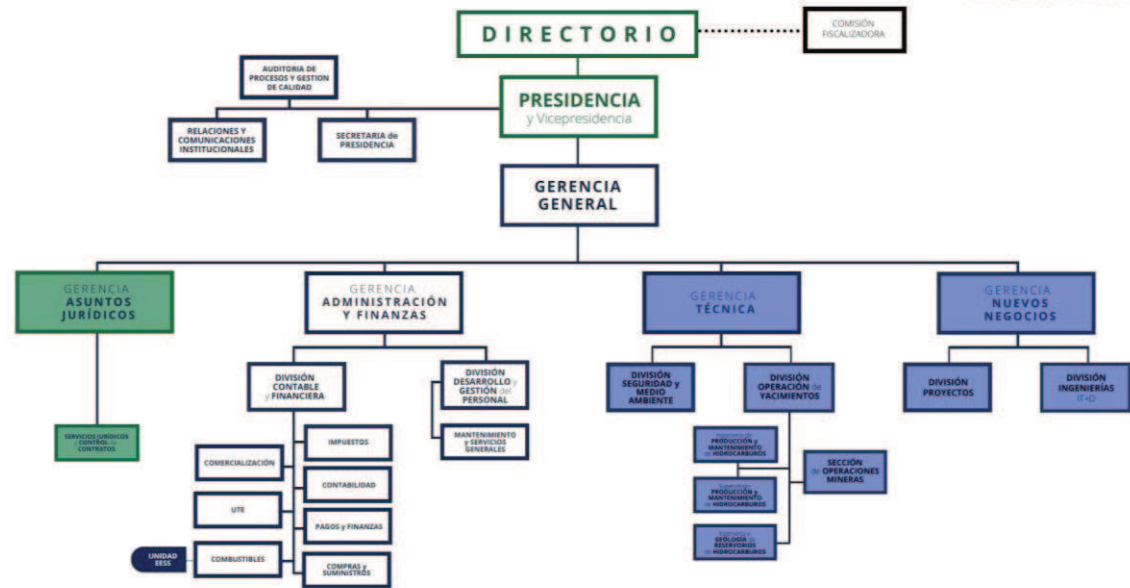 DIRECTORIO
COMISIÓN
FISCALIZADORA
AUDITORIA DE
PROCESOS Y GESTION
DE CALIDAD
PRESIDENCIA
y Vicepresidencia
RELACIONES Y
COMUNICACIONES
INSTITUCIONALES
SECRETARIA de
PRESIDENCIA
GERENCIA
GENERAL
GERENCIA
ASUNTOS
JURÍDICOS
GERENCIA
ADMINISTRACIÓN
Y FINANZAS
GERENCIA
TÉCNICA
GERENCIA
NUEVOS
NEGOCIOS
DIVISIÓN
CONTABLE
y FINANCIERA
DIVISIÓN
DESARROLLO y
GESTIÓN del
PERSONAL
DIVISIÓN
SEGURIDAD y
MEDIO
AMBIENTE
DIVISIÓN
OPERACIÓN de
YACIMIENTOS
DIVISIÓN
PROYECTOS
DIVISIÓN
INGENIERÍAS
SERVICIOS JURÍDICOS
CONTROL de
CONTRATOS
IMPUESTOS
MANTENIMIENTO
y SERVICIOS
GENERALES
COMERCIALIZACIÓN
CONTABILIDAD
UTE
PAGOS y FINANZAS
UNIDAD
EESS
COMBUSTIBLES
COMPRAS y
SUMINISTROS
Ingeniería de
PRODUCCIÓN y
MANTENIMIENTO
de HIDROCARBUROS
SECCIÓN
de OPERACIONES
MINERAS
PRODUCCIÓN y
MANTENIMIENTO
de HIDROCARBUROS
Ingeniería y
GEOLOGÍA de
RESERVORIOS
de HIDROCARBUROS